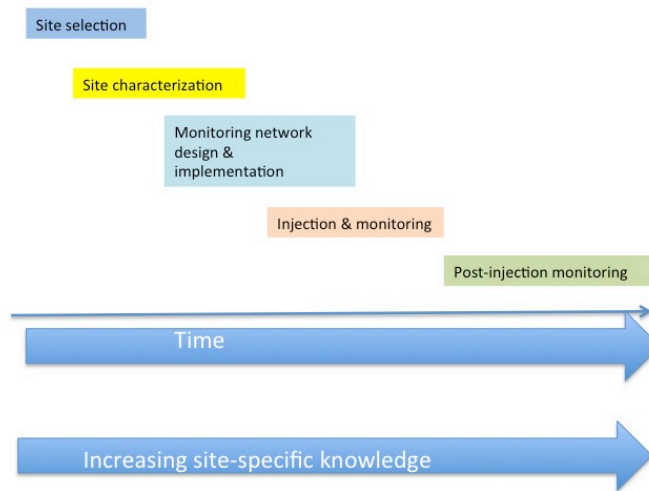 Site selection
Site characterization
Monitoring network
design &
implementation
Injection & monitoring
Post-injection monitoring
Time
Increasing site-specific knowledge